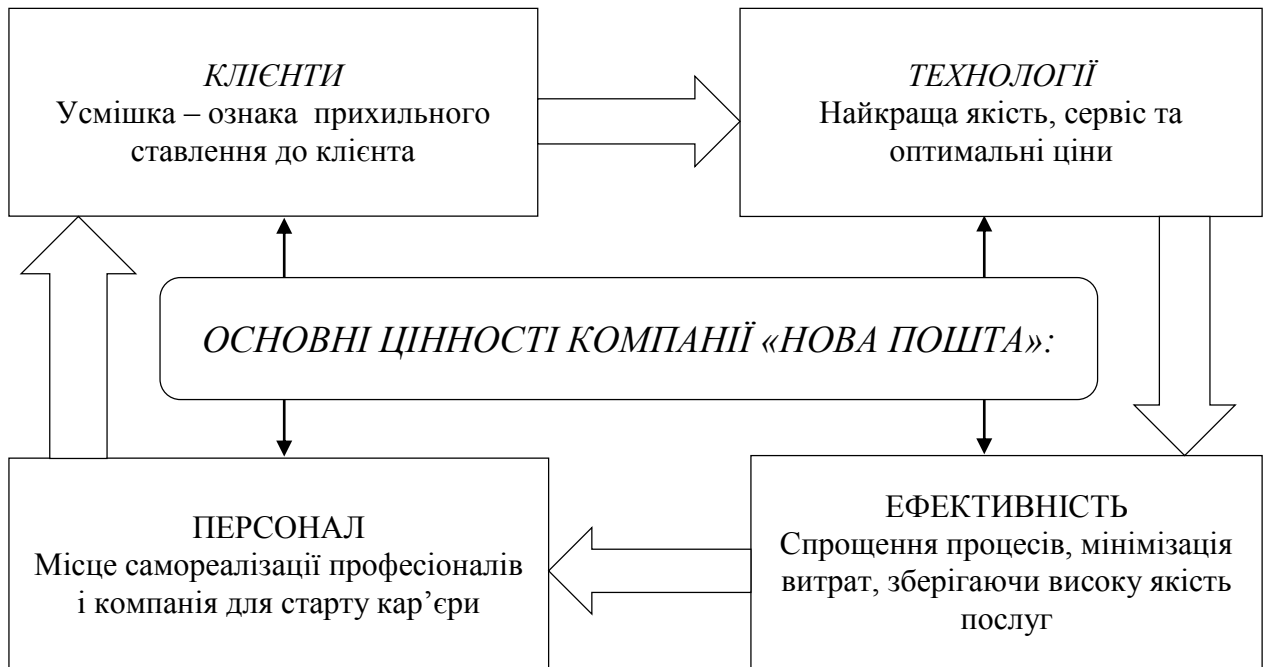 КЛІЄНТИ
Усмішка – ознака прихильного
ставлення до клієнта
ТЕХНОЛОГІЇ
Найкраща якість, сервіс та
оптимальні ціни
ОСНОВНІ ЦІННОСТІ КОМПАНІЇ «НОВА ПОШТА»:
ПЕРСОНАЛ
Місце самореалізації професіоналів
і компанія для старту кар’єри
ЕФЕКТИВНІСТЬ
Спрощення процесів, мінімізація
витрат, зберігаючи високу якість
послуг